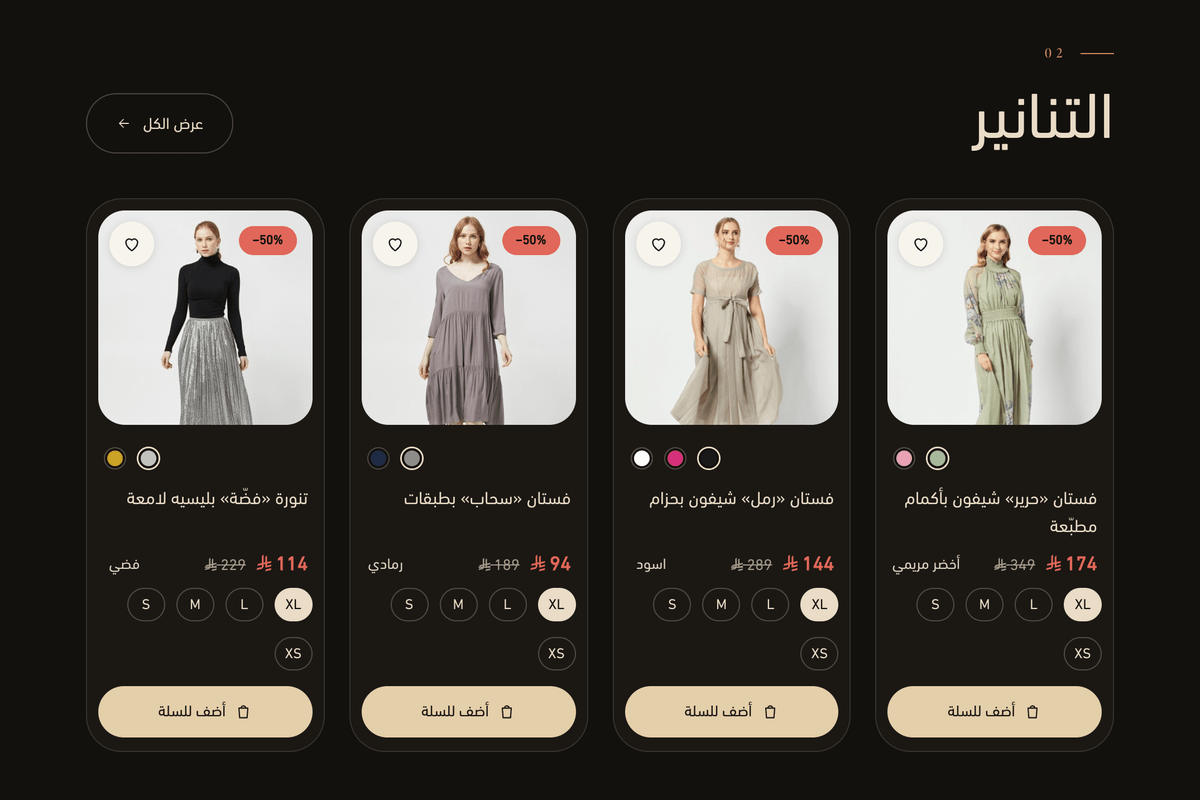 02
التنانير
عرض الكل
−50%
فستان «حرير» شيفون بأكمام
مطبّعة
174 349 أخضر مريمي
XL L M S
XS
أضف للسلة
−50%
فستان «رمل» شيفون بحزام
144 289 اسود
XL L M S
XS
أضف للسلة
−50%
فستان «سحاب» بطبقات
94 189 رمادي
XL L M S
XS
أضف للسلة
−50%
تنورة «فضّة» بليسيه لامعة
114 229 فضي
XL L M S
XS
أضف للسلة